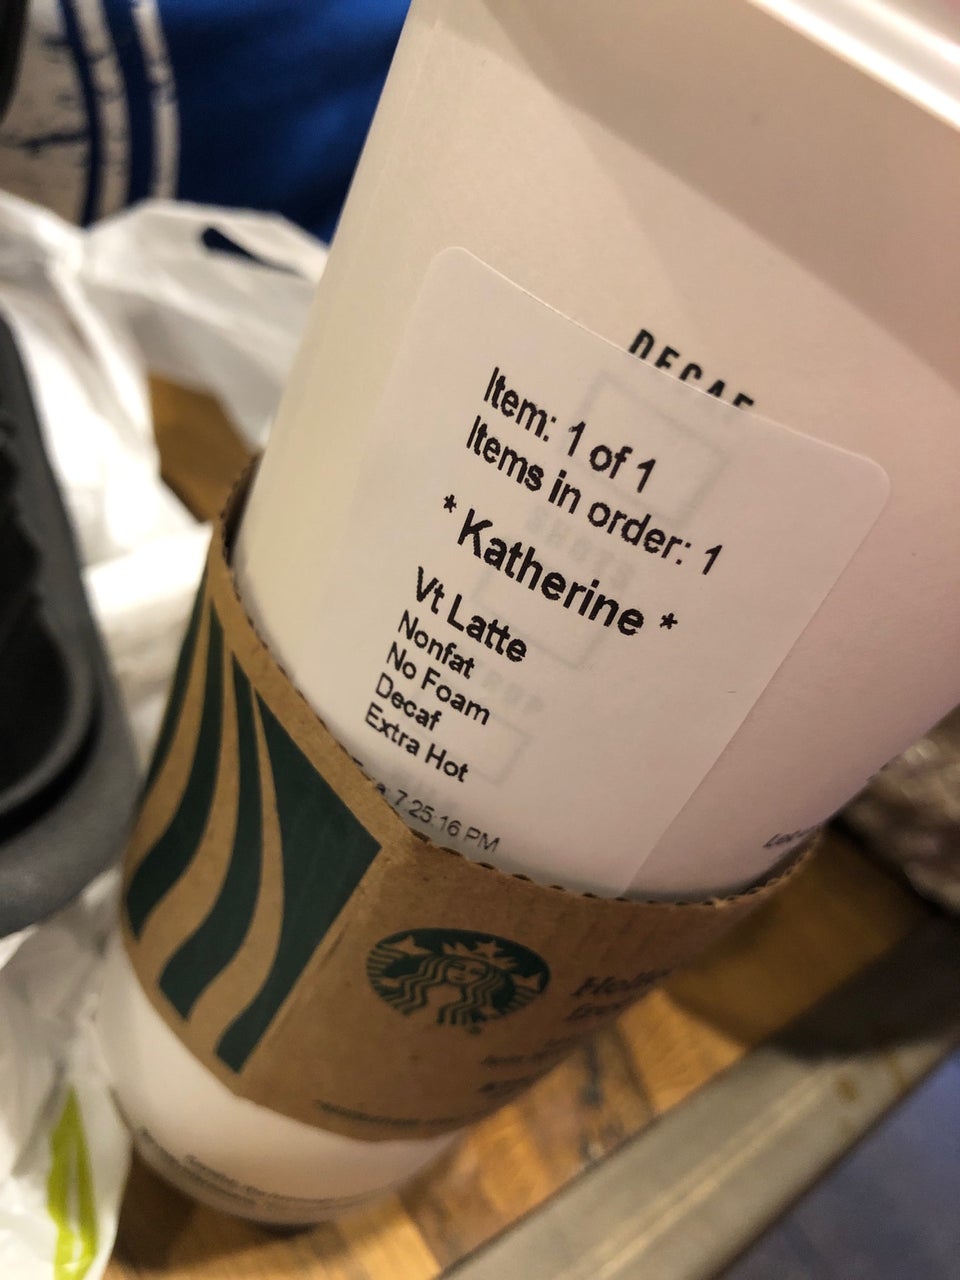 DECAF
Item: 1 of 1
Items in order: 1
* Katherine *
Vt Latte
Nonfat
No Foam
Decaf
Extra Hot
7:25:16 PM